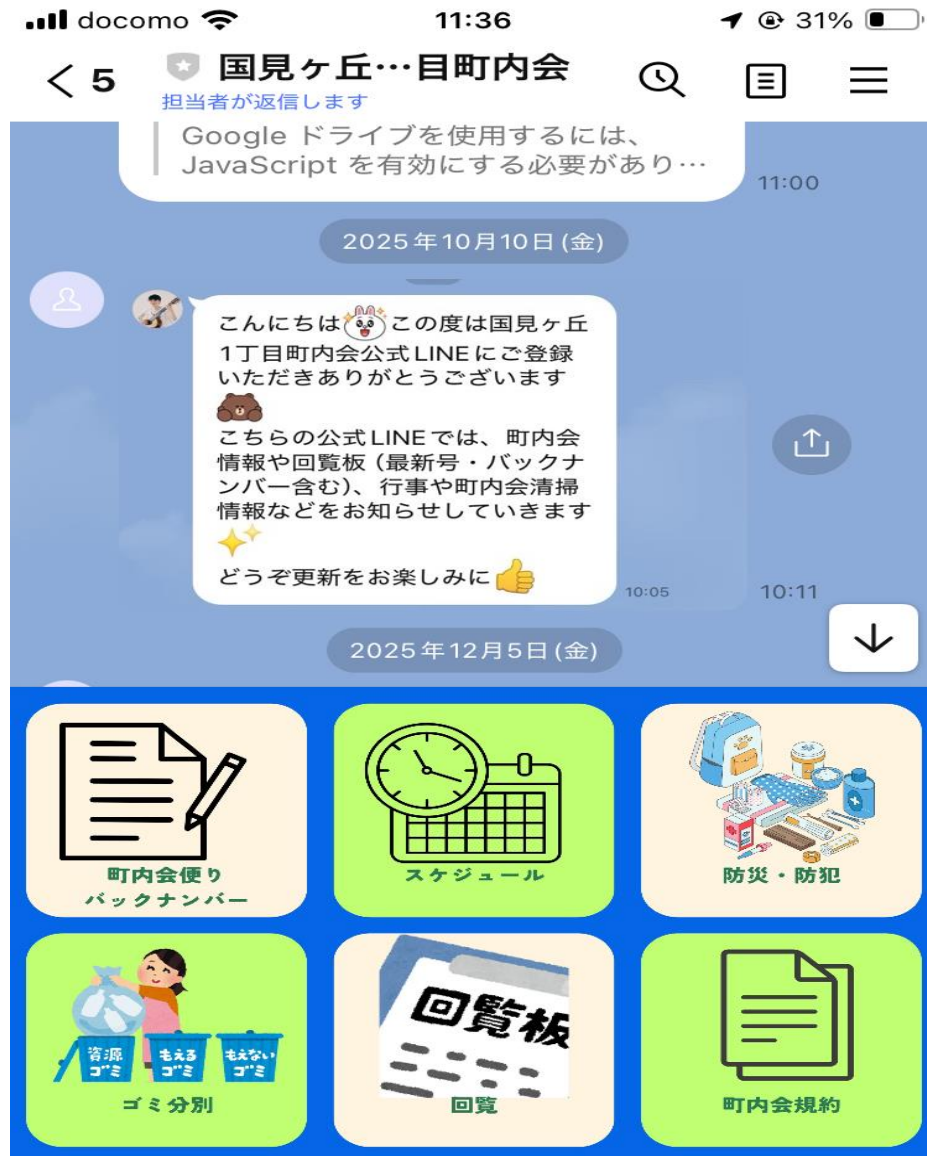 docomo 11:36 31%
5 国見ヶ丘…目町内会
担当者が返信します
Google ドライブを使用するには、
JavaScript を有効にする必要があり…
11:00
2025年10月10日(金)
こんにちは この度は国見ヶ丘
1丁目町内会公式LINEにご登録
いただきありがとうございます
こちらの公式LINEでは、町内会
情報や回覧板（最新号・バックナ
ンバー含む）、行事や町内会清掃
情報などをお知らせしていきます
どうぞ更新をお楽しみに
10:05
10:11
2025年12月5日(金)
町内会便り
バックナンバー
スケジュール
防災・防犯
資源
ゴミ
もえる
ゴミ
もえない
ゴミ
ゴミ分別
回覧板
回覧
町内会規約